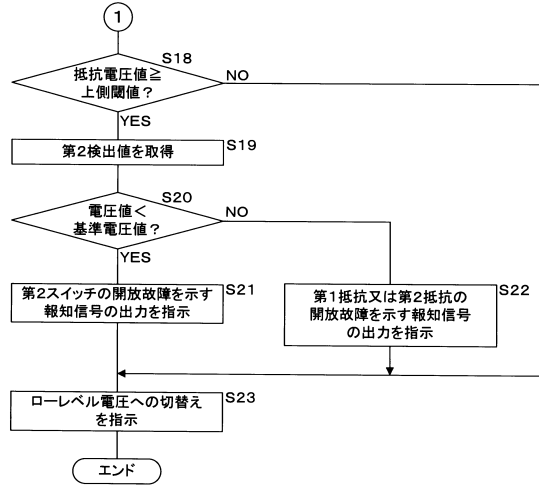 1
S18
抵抗電圧値≧
上側閾値?
NO
YES
第2検出値を取得
S19
S20
電圧値<
基準電圧値?
NO
YES
第2スイッチの開放故障を示す
報知信号の出力を指示
S21
第1抵抗又は第2抵抗の
開放故障を示す報知信号
の出力を指示
S22
ローレベル電圧への切替え
を指示
S23
エンド